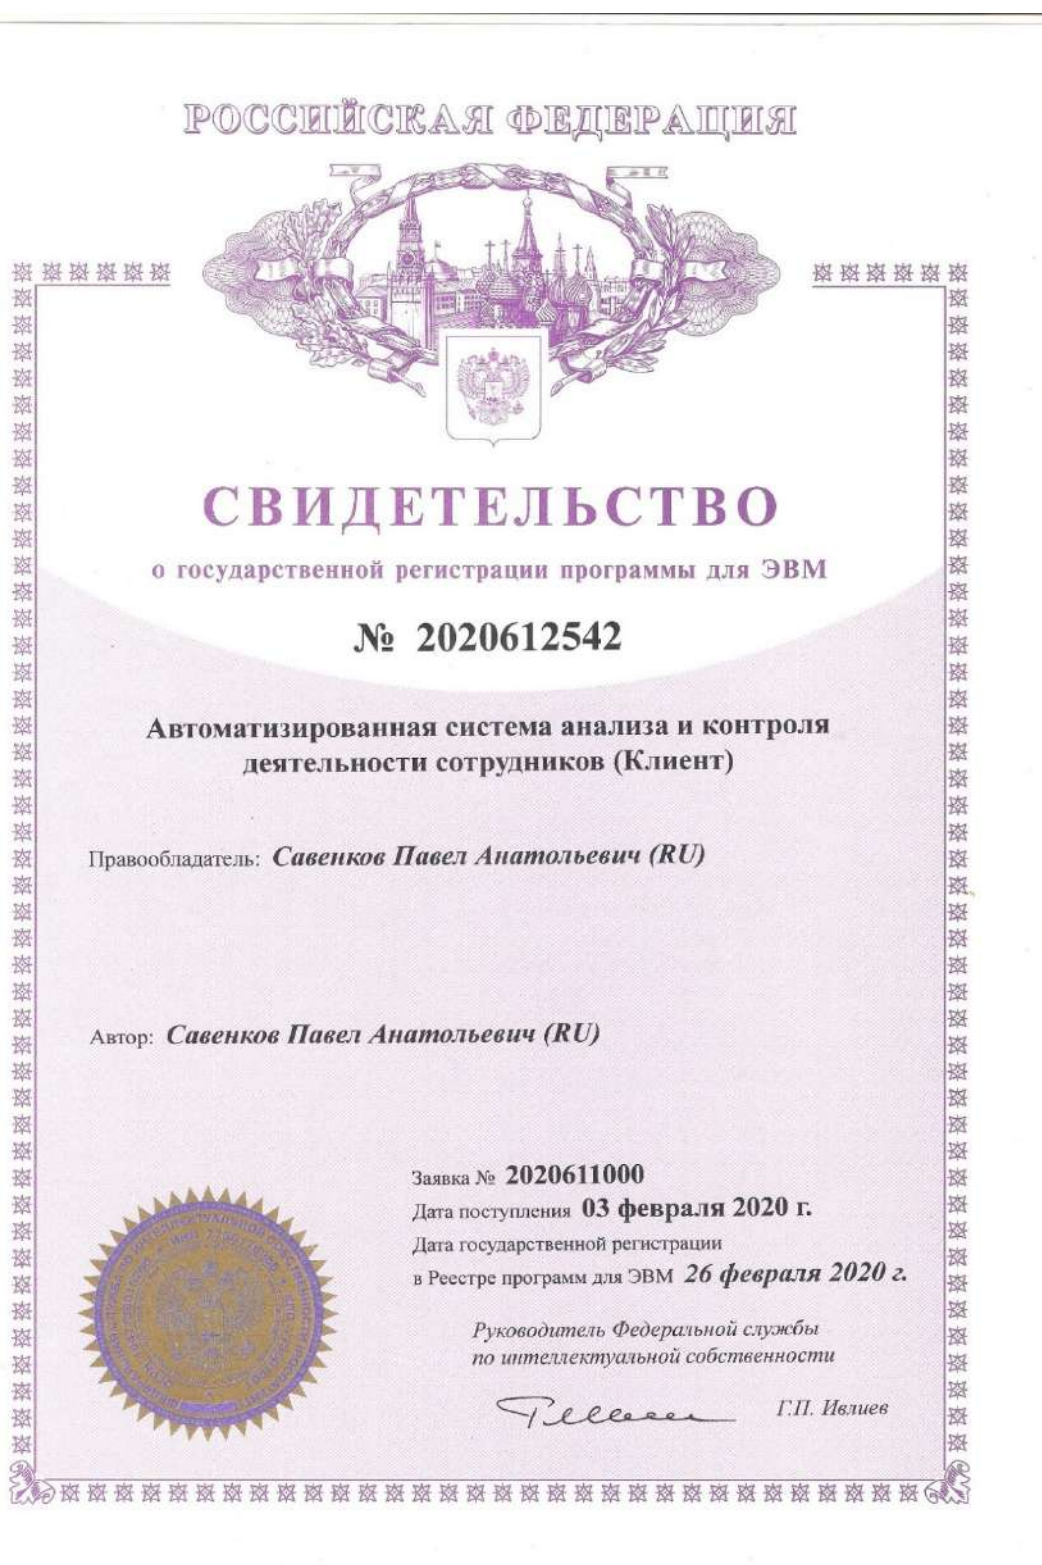 РОССИЙСКАЯ ФЕДЕРАЦИЯ
СВИДЕТЕЛЬСТВО
о государственной регистрации программы для ЭВМ
№ 2020612542
Автоматизированная система анализа и контроля
деятельности сотрудников (Клиент)
Правообладатель: Савенков Павел Анатольевич (RU)
Автор: Савенков Павел Анатольевич (RU)
Заявка № 2020611000
Дата поступления 03 февраля 2020 г.
Дата государственной регистрации
в Реестре программ для ЭВМ 26 февраля 2020 г.
Руководитель Федеральной службы
по интеллектуальной собственности
Г.П. Ивлиев